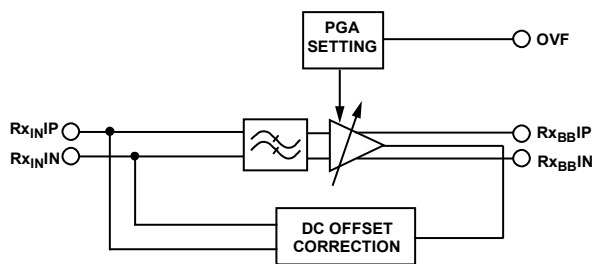 PGA
SETTING
OVF
RxINIP
RxBBIP
RxININ
RxBBIN
DC OFFSET
CORRECTION